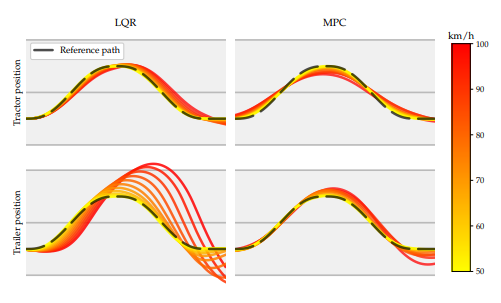 LQR
MPC
km/h
Reference path
Tractor position
Trailer position
100
90
80
70
60
50